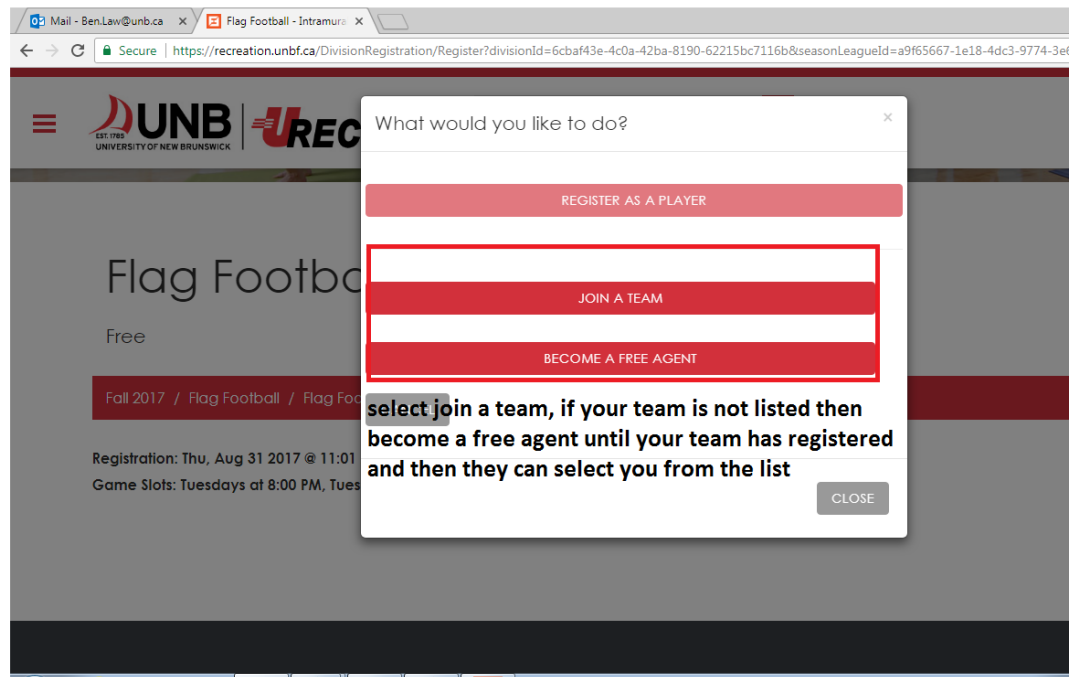 Mail - Ben.Law@unb.ca
Flag Football - Intramura
Secure | https://recreation.unbf.ca/DivisionRegistration/Register?divisionId=6cbaf43e-4c0a-42ba-8190-62215bc7116b&seasonLeagueId=a9f65667-1e18-4dc3-9774-3e6
EST. 1785
UNB
UNIVERSITY OF NEW BRUNSWICK
UREC
What would you like to do?
REGISTER AS A PLAYER
JOIN A TEAM
BECOME A FREE AGENT
Flag Footbo
Free
Fall 2017 / Flag Football / Flag Foo
select join a team, if your team is not listed then
become a free agent until your team has registered
and then they can select you from the list
Registration: Thu, Aug 31 2017 @ 11:01
Game Slots: Tuesdays at 8:00 PM, Tues
CLOSE